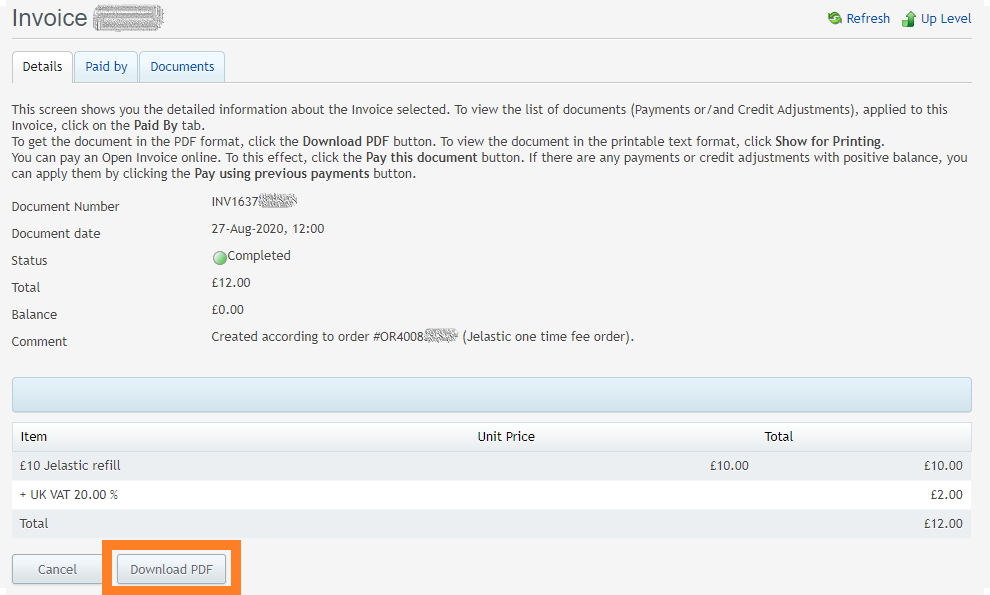 Invoice
Refresh Up Level
Details Paid by Documents
This screen shows you the detailed information about the Invoice selected. To view the list of documents (Payments or/and Credit Adjustments), applied to this
Invoice, click on the Paid By tab.
To get the document in the PDF format, click the Download PDF button. To view the document in the printable text format, click Show for Printing.
You can pay an Open Invoice online. To this effect, click the Pay this document button. If there are any payments or credit adjustments with positive balance, you
can apply them by clicking the Pay using previous payments button.
Document Number INV1637
Document date 27-Aug-2020, 12:00
Status Completed
Total £12.00
Balance £0.00
Comment Created according to order #OR4008 (Jelastic one time fee order).
Item Unit Price Total
£10 Jelastic refill £10.00 £10.00
+ UK VAT 20.00 % £2.00
Total £12.00
Cancel Download PDF